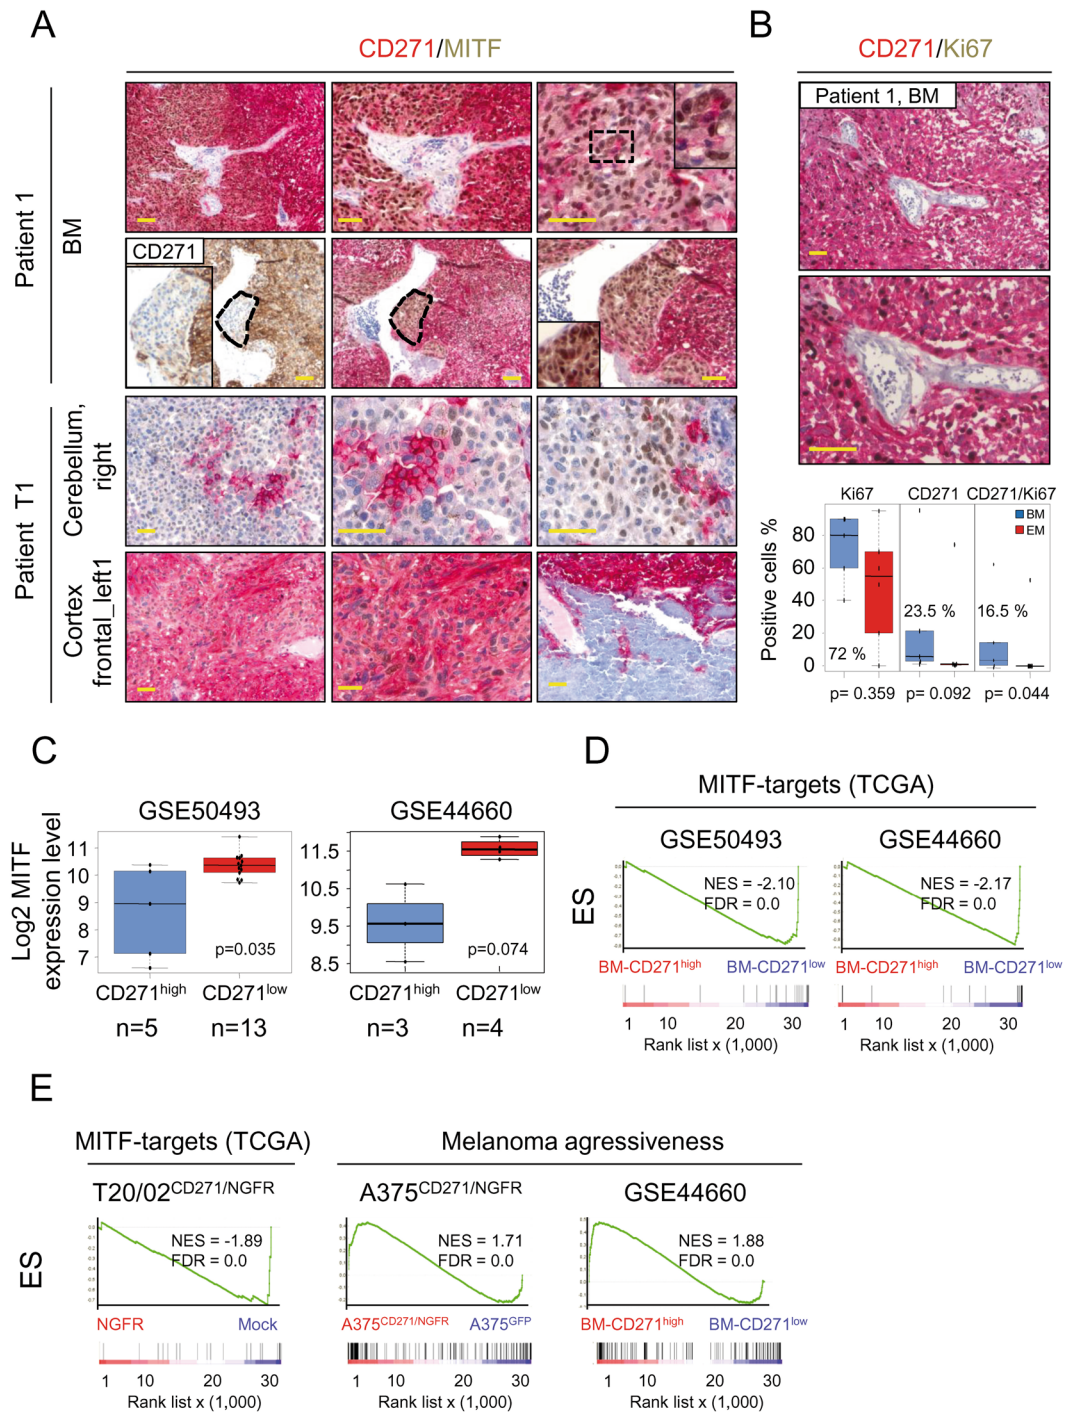 A
CD271/MITF
Patient 1
BM
CD271
Patient T1
Cerebellum,
right
Cortex
frontal_left1
B
CD271/Ki67
Patient 1, BM
Ki67 CD271 CD271/Ki67
BM
EM
Positive cells %
80
60
40
20
0
72 %
23.5 %
16.5 %
p= 0.359 p= 0.092 p= 0.044
C
GSE50493
Log2 MITF
expression level
11
10
9
8
7
p=0.035
CD271high CD271low
n=5 n=13
GSE44660
11.5
10.5
9.5
8.5
p=0.074
CD271high CD271low
n=3 n=4
D
MITF-targets (TCGA)
GSE50493
ES
NES = -2.10
FDR = 0.0
BM-CD271high BM-CD271low
1 10 20 30
Rank list x (1,000)
GSE44660
NES = -2.17
FDR = 0.0
BM-CD271high BM-CD271low
1 10 20 30
Rank list x (1,000)
E
MITF-targets (TCGA)
T20/02CD271/NGFR
ES
NES = -1.89
FDR = 0.0
NGFR Mock
1 10 20 30
Rank list x (1,000)
Melanoma agressiveness
A375CD271/NGFR
NES = 1.71
FDR = 0.0
A375CD271/NGFR A375GFP
1 10 20 30
Rank list x (1,000)
GSE44660
NES = 1.88
FDR = 0.0
BM-CD271high BM-CD271low
1 10 20 30
Rank list x (1,000)